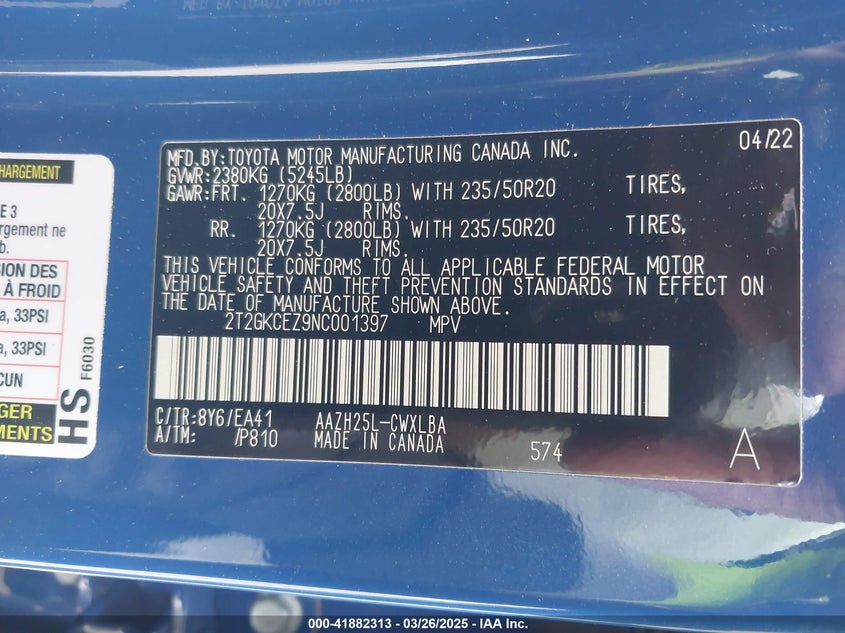 CHARGEMENT
E 3
rgement ne
b.
SION DES
À FROID
a, 33PSI
a, 33PSI
CUN
GER
EMENTS
HS
F6030
04/22
MFD.BY:TOYOTA MOTOR MANUFACTURING CANADA INC.
GVWR:2380KG (5245LB)
GAWR:FRT. 1270KG (2800LB) WITH 235/50R20 TIRES,
20X7.5J RIMS.
RR. 1270KG (2800LB) WITH 235/50R20 TIRES,
20X7.5J RIMS.
THIS VEHICLE CONFORMS TO ALL APPLICABLE FEDERAL MOTOR
VEHICLE SAFETY AND THEFT PREVENTION STANDARDS IN EFFECT ON
THE DATE OF MANUFACTURE SHOWN ABOVE.
2T2GKCEZ9NC001397 MPV
C/TR:8Y6/EA41 AAZH25L-CWXLBA
A/TM: /P810 MADE IN CANADA 574 A
000-41882313 - 03/26/2025 - IAA Inc.